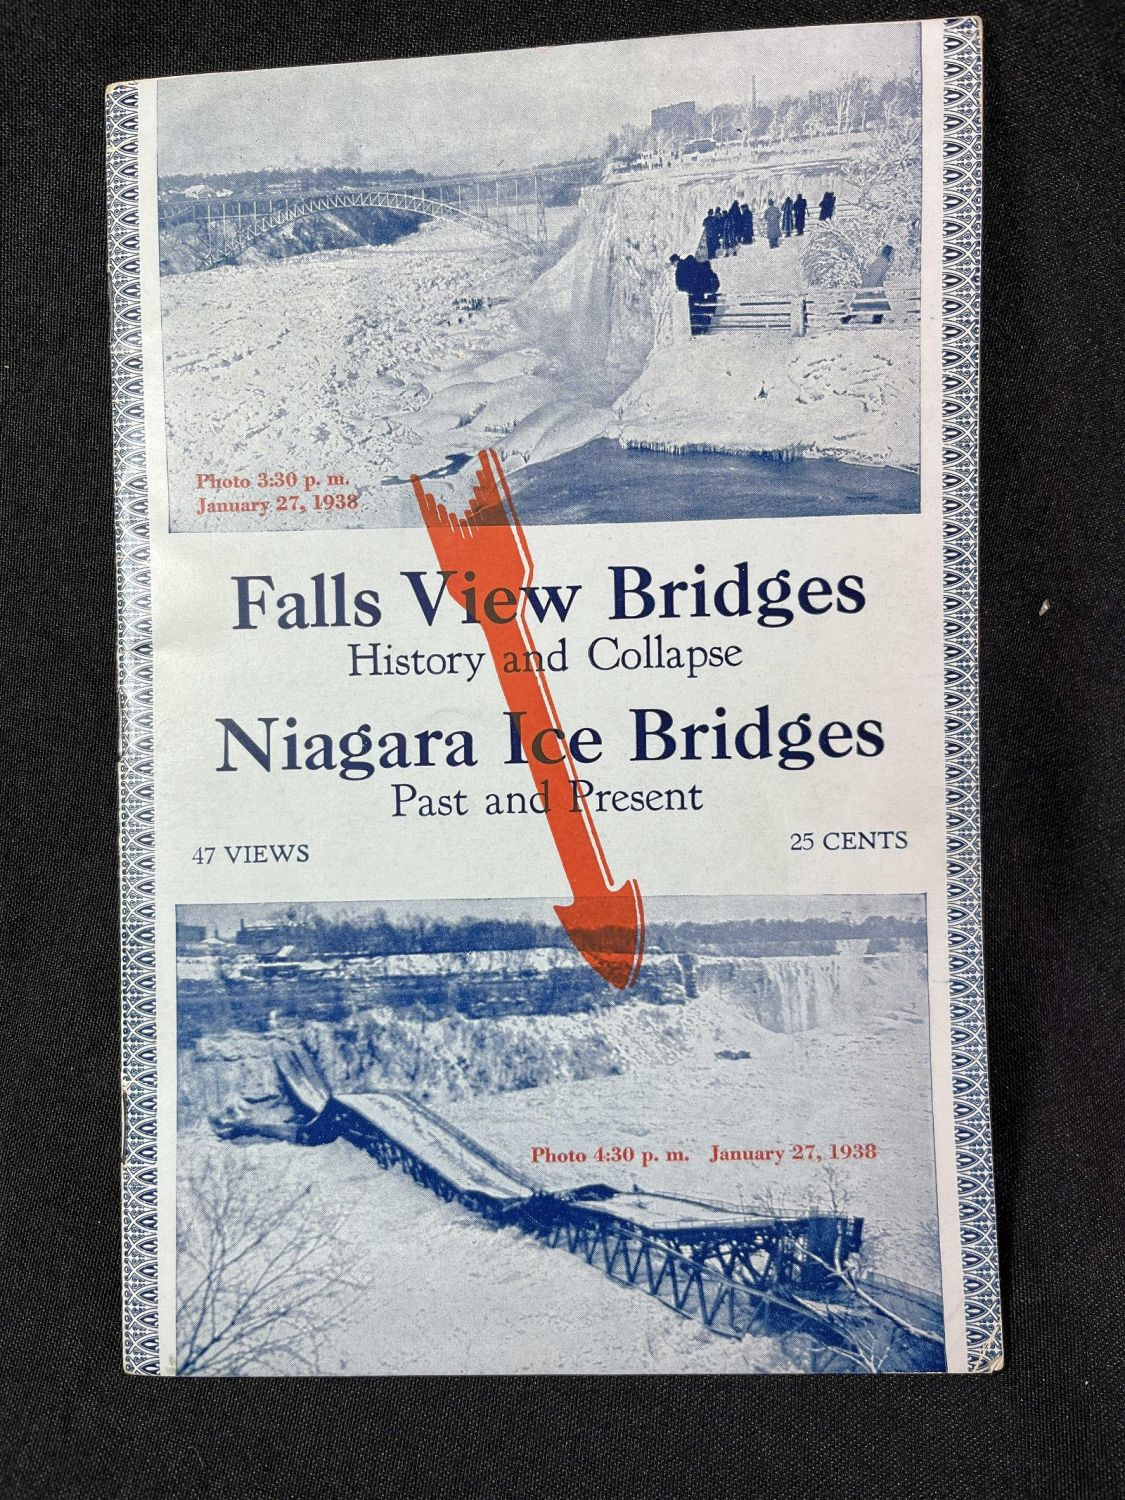 Photo 3:30 p. m.
January 27, 1938
Falls View Bridges
History and Collapse
Niagara Ice Bridges
Past and Present
47 VIEWS
25 CENTS
Photo 4:30 p. m. January 27, 1938